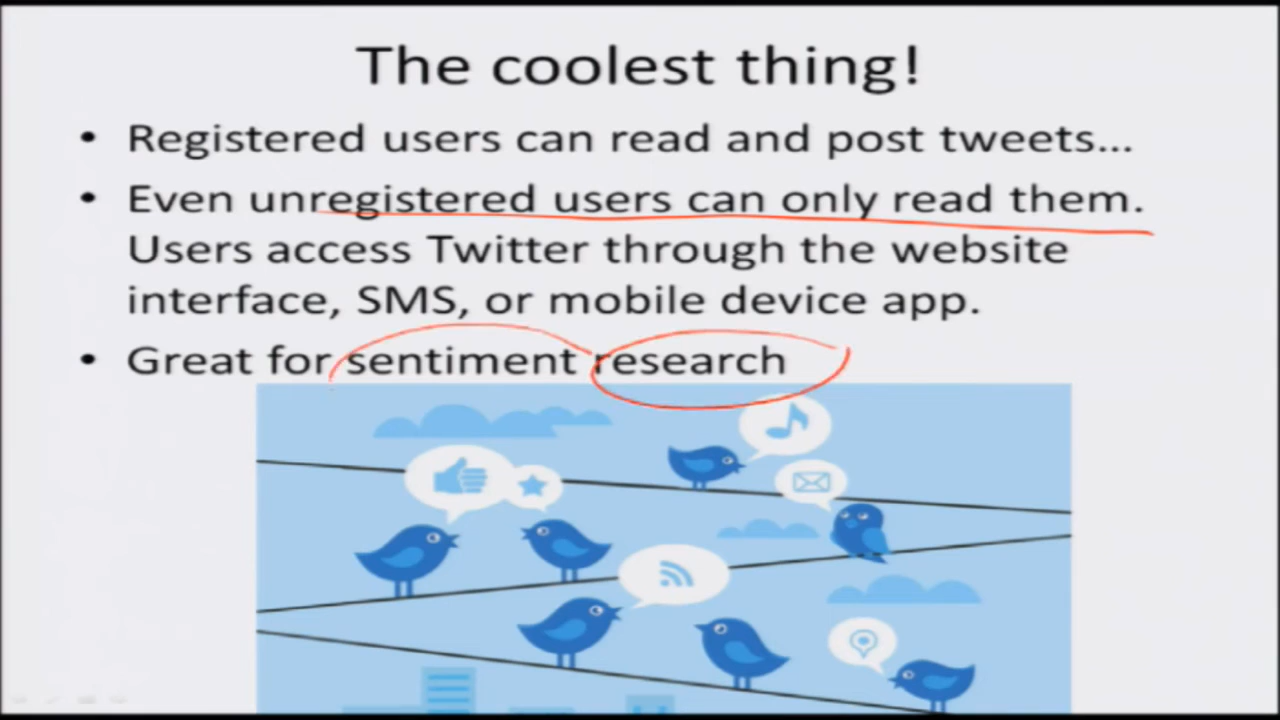 The coolest thing!
• Registered users can read and post tweets...
• Even unregistered users can only read them.
Users access Twitter through the website
interface, SMS, or mobile device app.
• Great for sentiment research